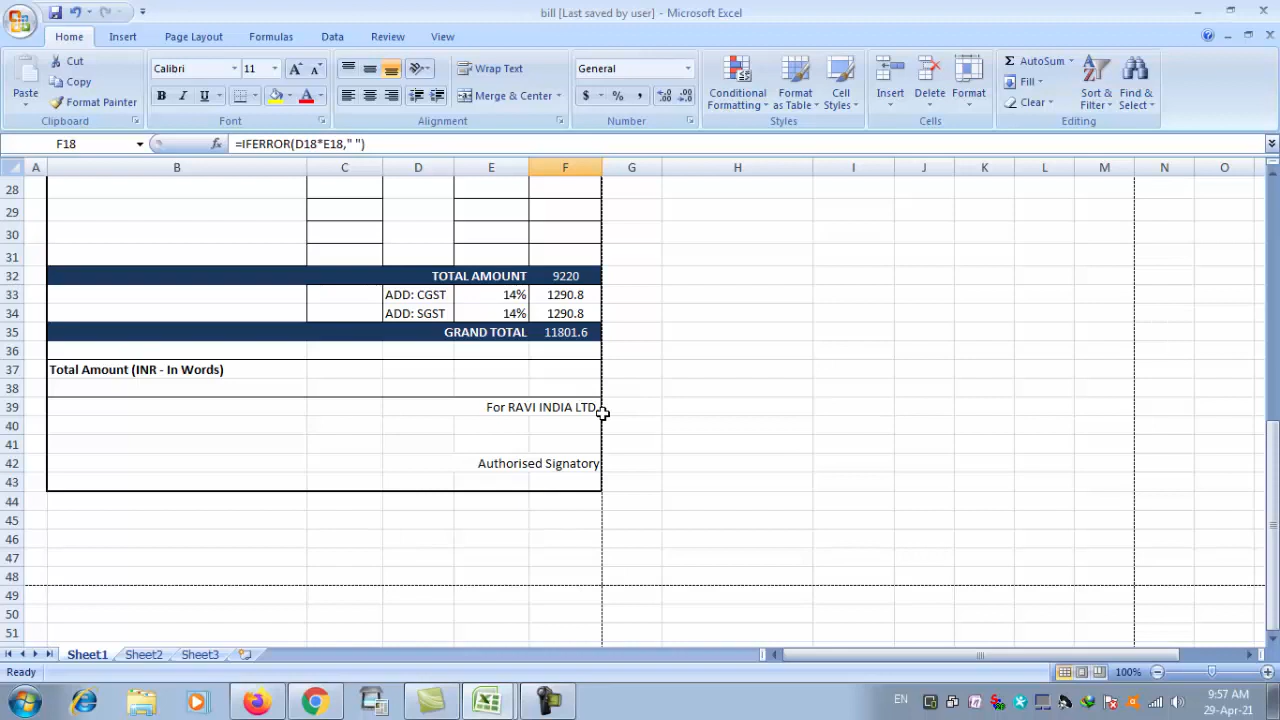 bill [Last saved by user] - Microsoft Excel
Home Insert Page Layout Formulas Data Review View
Paste Cut Copy Format Painter Clipboard
Calibri 11 A A B I U A Font
Wrap Text Merge & Center Alignment
General $ % , Number
Conditional Formatting Format as Table Cell Styles Styles
Insert Delete Format Cells
Σ AutoSum Fill Clear Sort & Filter Find & Select Editing
F18 fx =IFERROR(D18*E18," ")
A B C D E F G H I J K L M N O
28
29
30
31
32 TOTAL AMOUNT 9220
33 ADD: CGST 14% 1290.8
34 ADD: SGST 14% 1290.8
35 GRAND TOTAL 11801.6
36
37 Total Amount (INR - In Words)
38
39 For RAVI INDIA LTD
40
41
42 Authorised Signatory
43
44
45
46
47
48
49
50
51
Sheet1 Sheet2 Sheet3
Ready 100%
EN 9:57 AM
29-Apr-21